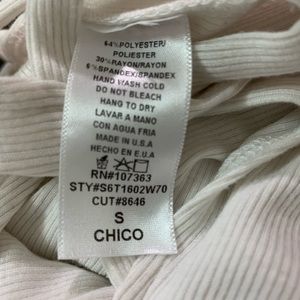 64%POLYESTER/
POLIESTER
30%RAYON/RAYON
6%SPANDEX/SPANDEX
HAND WASH COLD
DO NOT BLEACH
HANG TO DRY
LAVAR A MANO
CON AGUA FRIA
MADE IN U.S.A
HECHO EN E.U.A
RN#107363
STY#S6T1602W70
CUT#8646
S
CHICO